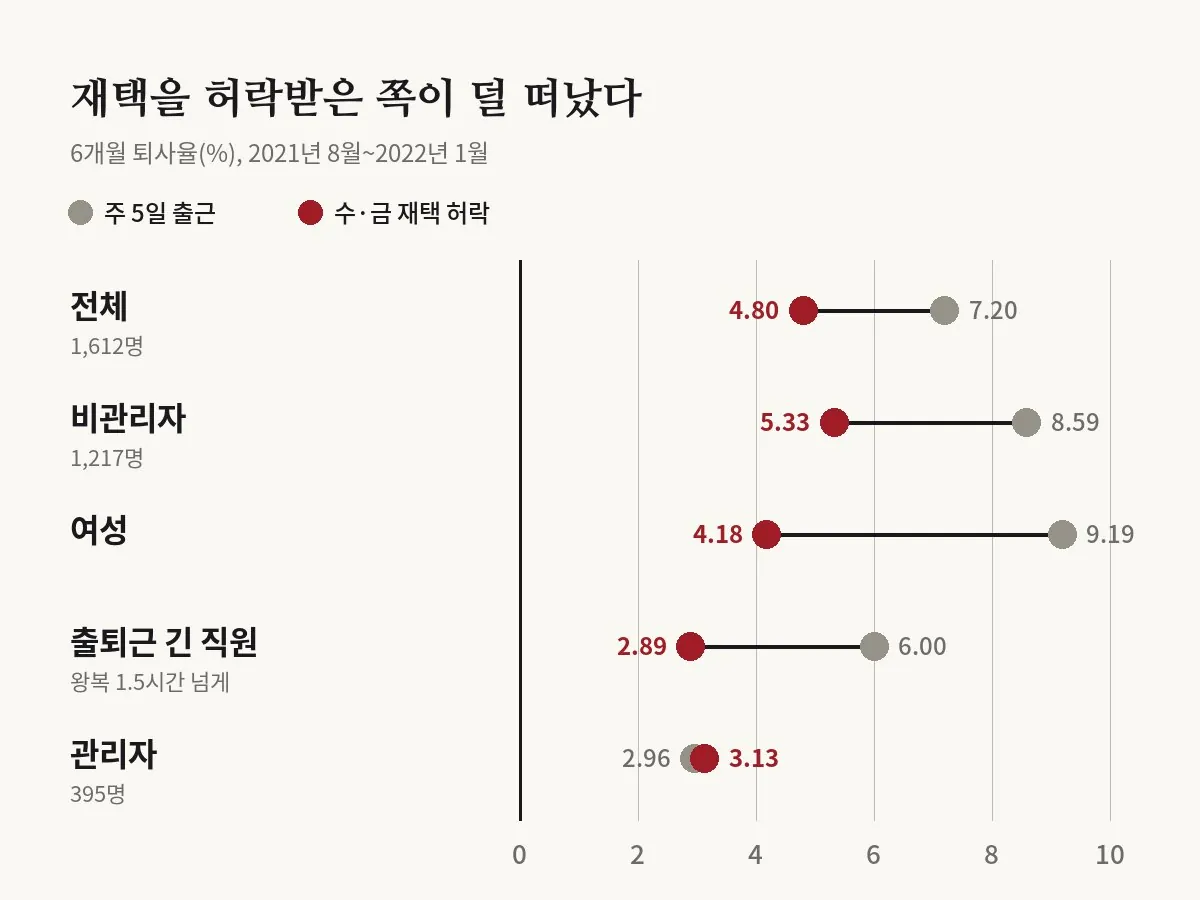 재택을 허락받은 쪽이 덜 떠났다
6개월 퇴사율(%), 2021년 8월~2022년 1월
주 5일 출근 수·금 재택 허락
전체
4.80 7.20
1,612명
비관리자
5.33 8.59
1,217명
여성
4.18 9.19
출퇴근 긴 직원
2.89 6.00
왕복 1.5시간 넘게
관리자
2.96 3.13
395명
0 2 4 6 8 10